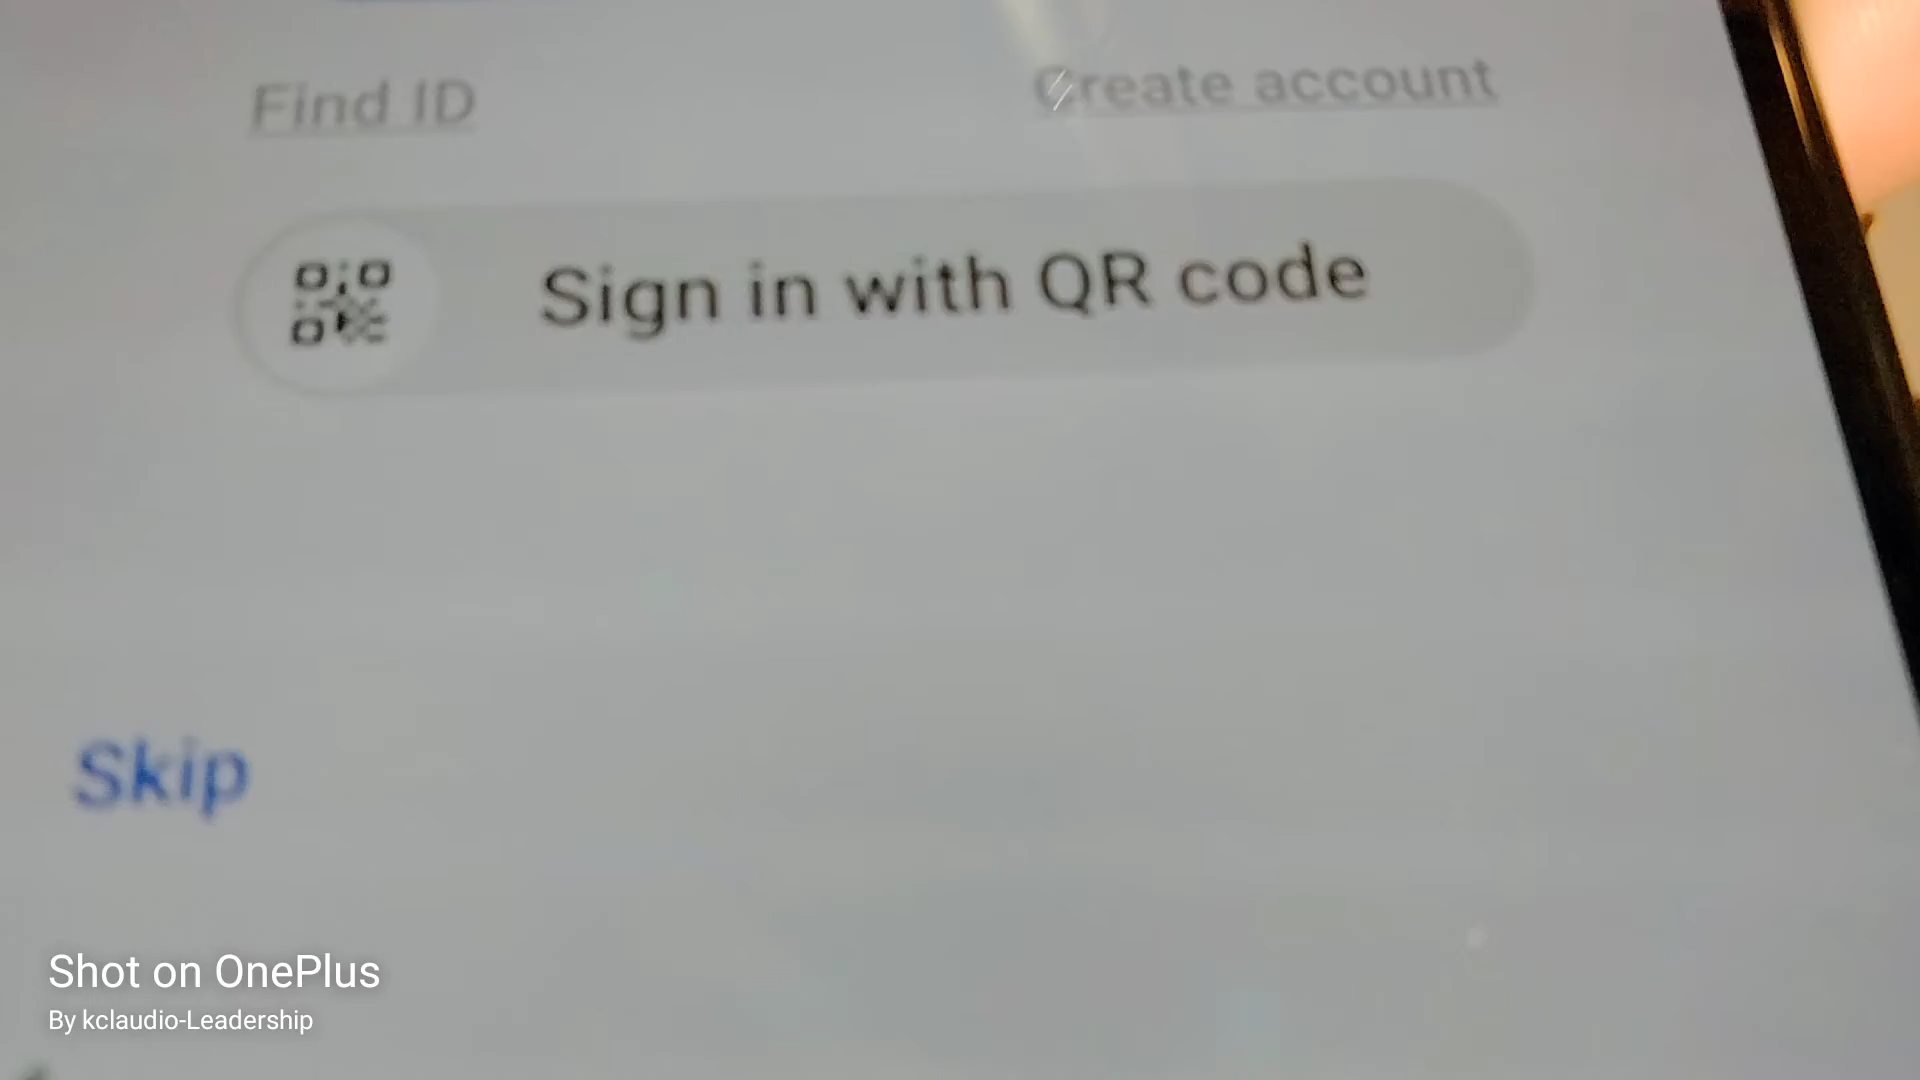 Find ID
Create account
Sign in with QR code
Skip
Shot on OnePlus
By kclaudio-Leadership